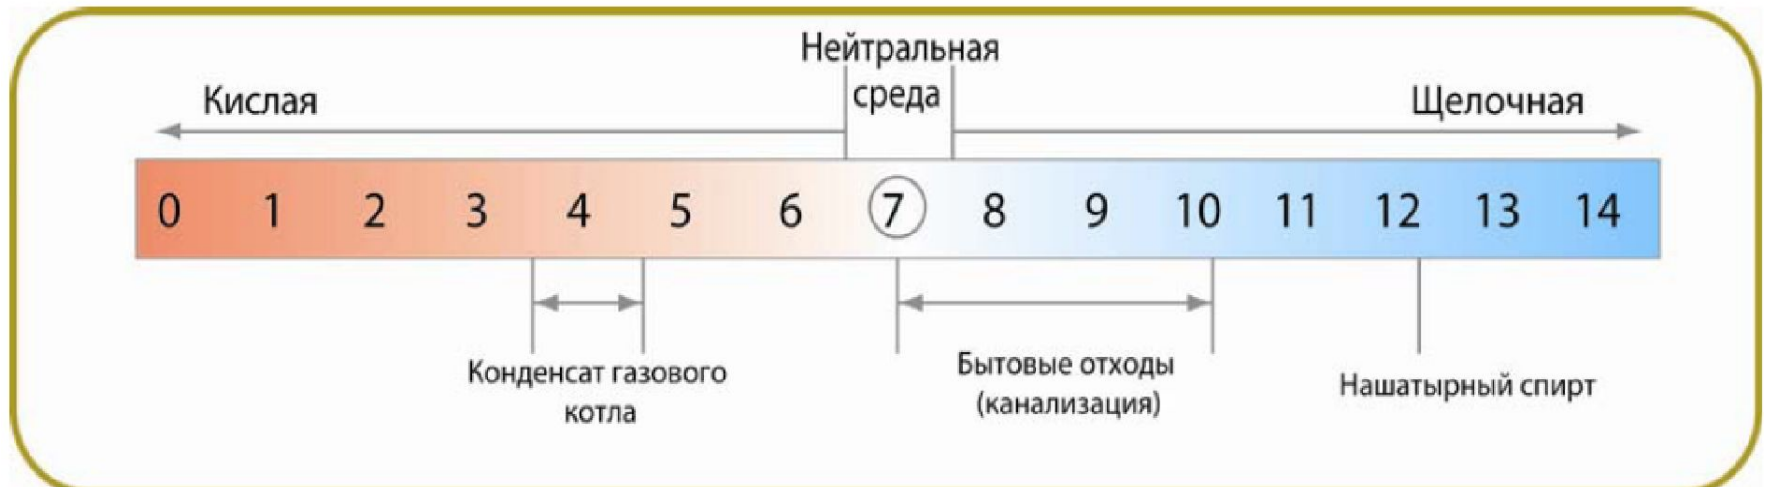 Нейтральная
среда
Кислая
Щелочная
0 1 2 3 4 5 6 7 8 9 10 11 12 13 14
Конденсат газового
котла
Бытовые отходы
(канализация)
Нашатырный спирт